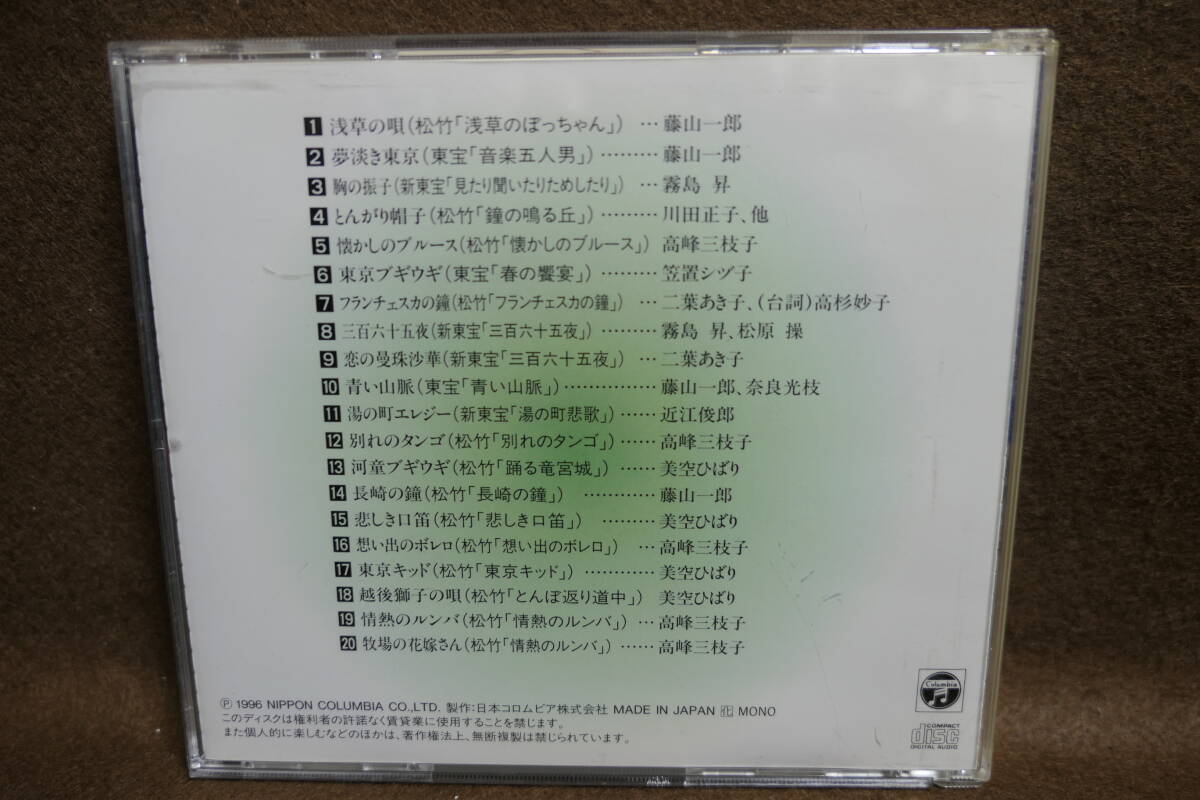 1 浅草の唄(松竹「浅草のぼっちゃん」) … 藤山一郎
2 夢淡き東京(東宝「音楽五人男」) ……… 藤山一郎
3 胸の振子(新東宝「見たり聞いたりためしたり」) … 霧島 昇
4 とんがり帽子(松竹「鐘の鳴る丘」) ……… 川田正子、他
5 懐かしのブルース(松竹「懐かしのブルース」) 高峰三枝子
6 東京ブギウギ(東宝「春の饗宴」) ……… 笠置シヅ子
7 フランチェスカの鐘(松竹「フランチェスカの鐘」) … 二葉あき子、(台詞)高杉妙子
8 三百六十五夜(新東宝「三百六十五夜」) ……… 霧島 昇、松原 操
9 恋の曼珠沙華(新東宝「三百六十五夜」) … 二葉あき子
10 青い山脈(東宝「青い山脈」) …………… 藤山一郎、奈良光枝
11 湯の町エレジー(新東宝「湯の町悲歌」) …… 近江俊郎
12 別れのタンゴ(松竹「別れのタンゴ」) …… 高峰三枝子
13 河童ブギウギ(松竹「踊る竜宮城」) …… 美空ひばり
14 長崎の鐘(松竹「長崎の鐘」) ………… 藤山一郎
15 悲しき口笛(松竹「悲しき口笛」) ……… 美空ひばり
16 想い出のボレロ(松竹「想い出のボレロ」) … 高峰三枝子
17 東京キッド(松竹「東京キッド」) ………… 美空ひばり
18 越後獅子の唄(松竹「とんぼ返り道中」) 美空ひばり
19 情熱のルンバ(松竹「情熱のルンバ」) … 高峰三枝子
20 牧場の花嫁さん(松竹「情熱のルンバ」) …… 高峰三枝子
Columbia
Ⓟ 1996 NIPPON COLUMBIA CO.,LTD. 製作:日本コロムビア株式会社 MADE IN JAPAN MONO
このディスクは権利者の許諾なく賃貸業に使用することを禁じます。
また個人的に楽しむなどのほかは、著作権法上、無断複製は禁じられています。
COMPACT
disc
DIGITAL AUDIO